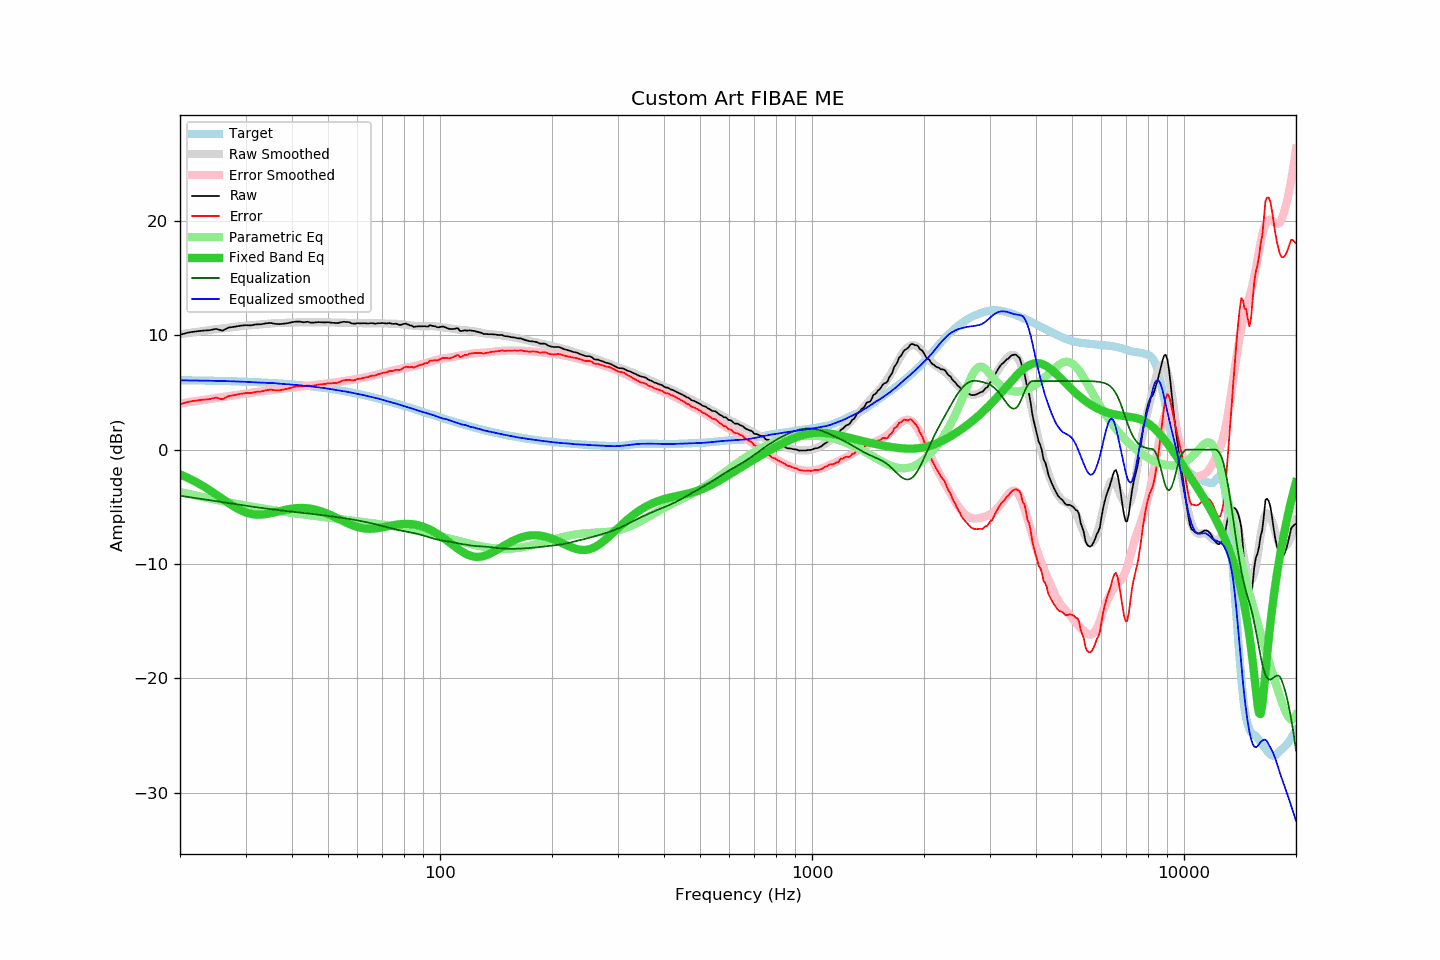 Custom Art FIBAE ME
Target
Raw Smoothed
Error Smoothed
Raw
Error
Parametric Eq
Fixed Band Eq
Equalization
Equalized smoothed
20
10
0
−10
−20
−30
Amplitude (dBr)
100
1000
10000
Frequency (Hz)